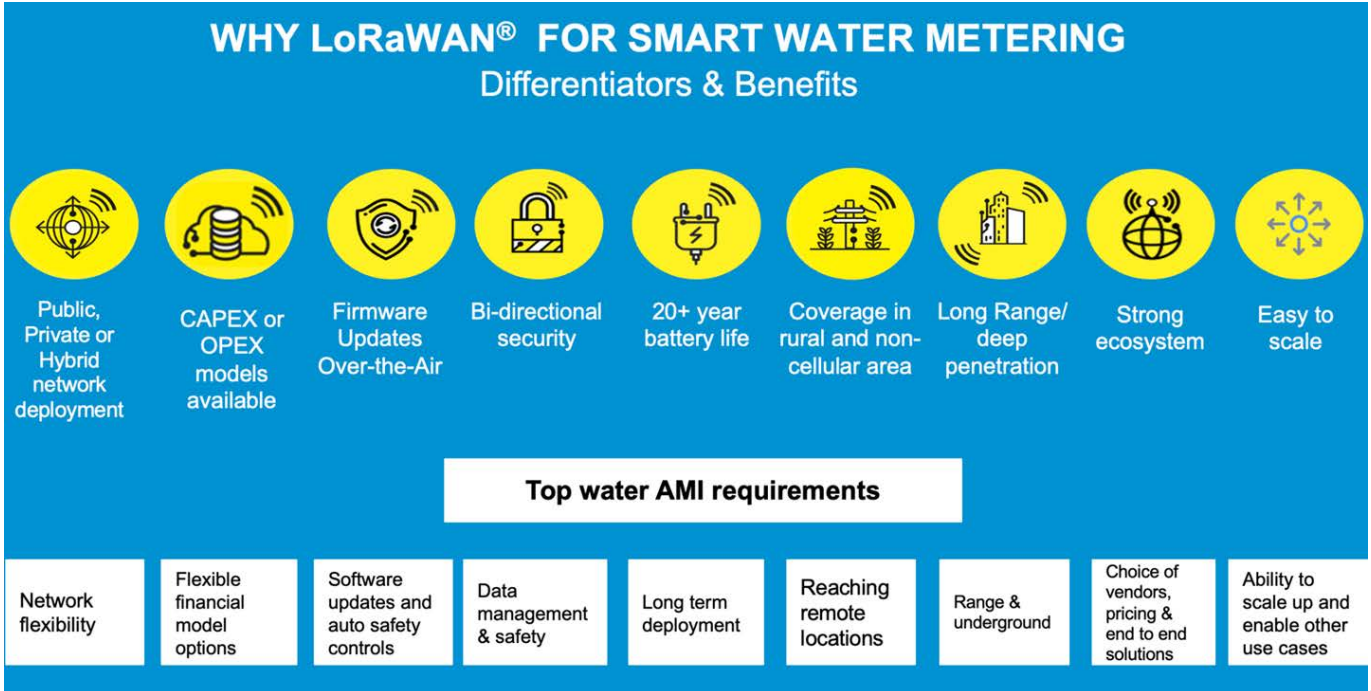 WHY LoRaWAN® FOR SMART WATER METERING
Differentiators & Benefits
Public,
Private or
Hybrid
network
deployment
CAPEX or
OPEX
models
available
Firmware
Updates
Over-the-Air
Bi-directional
security
20+ year
battery life
Coverage in
rural and non-
cellular area
Long Range/
deep
penetration
Strong
ecosystem
Easy to
scale
Top water AMI requirements
Network
flexibility
Flexible
financial
model
options
Software
updates and
auto safety
controls
Data
management
& safety
Long term
deployment
Reaching
remote
locations
Range &
underground
Choice of
vendors,
pricing &
end to end
solutions
Ability to
scale up and
enable other
use cases